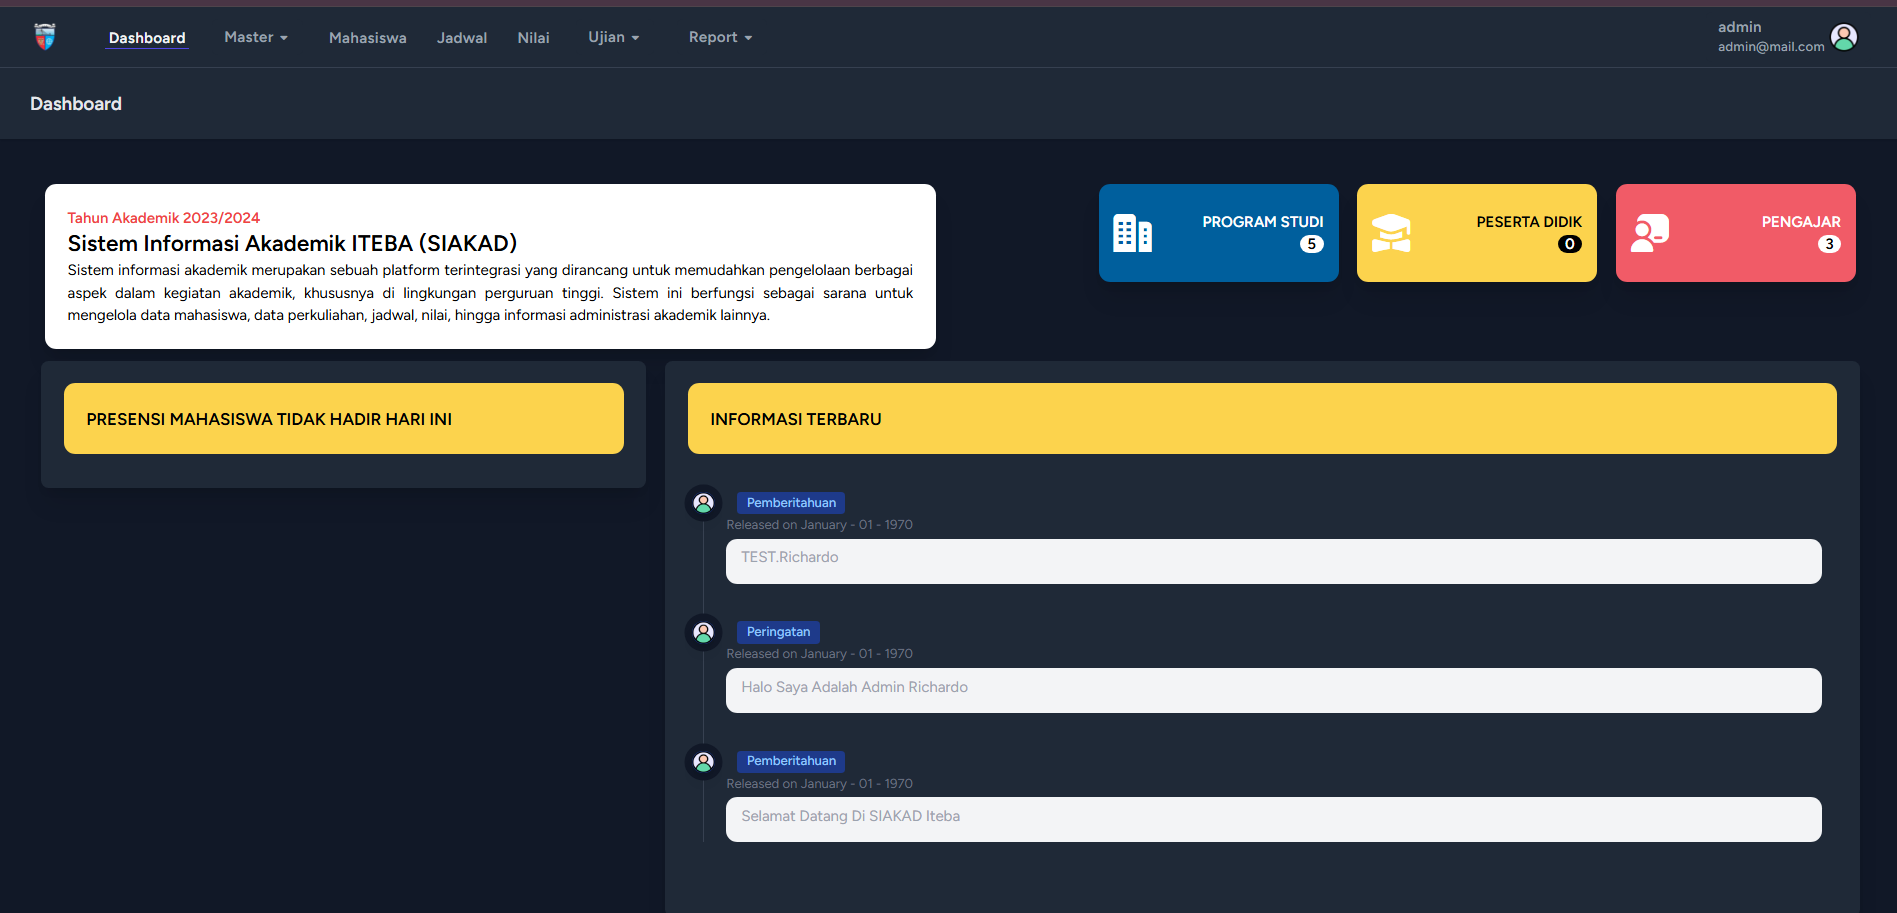 Dashboard
Master
Mahasiswa
Jadwal
Nilai
Ujian
Report
admin
admin@mail.com
Dashboard
Tahun Akademik 2023/2024
Sistem Informasi Akademik ITEBA (SIAKAD)
Sistem informasi akademik merupakan sebuah platform terintegrasi yang dirancang untuk memudahkan pengelolaan berbagai
aspek dalam kegiatan akademik, khususnya di lingkungan perguruan tinggi. Sistem ini berfungsi sebagai sarana untuk
mengelola data mahasiswa, data perkuliahan, jadwal, nilai, hingga informasi administrasi akademik lainnya.
PROGRAM STUDI
5
PESERTA DIDIK
0
PENGAJAR
3
PRESENSI MAHASISWA TIDAK HADIR HARI INI
INFORMASI TERBARU
Pemberitahuan
Released on January - 01 - 1970
TEST.Richardo
Peringatan
Released on January - 01 - 1970
Halo Saya Adalah Admin Richardo
Pemberitahuan
Released on January - 01 - 1970
Selamat Datang Di SIAKAD Iteba